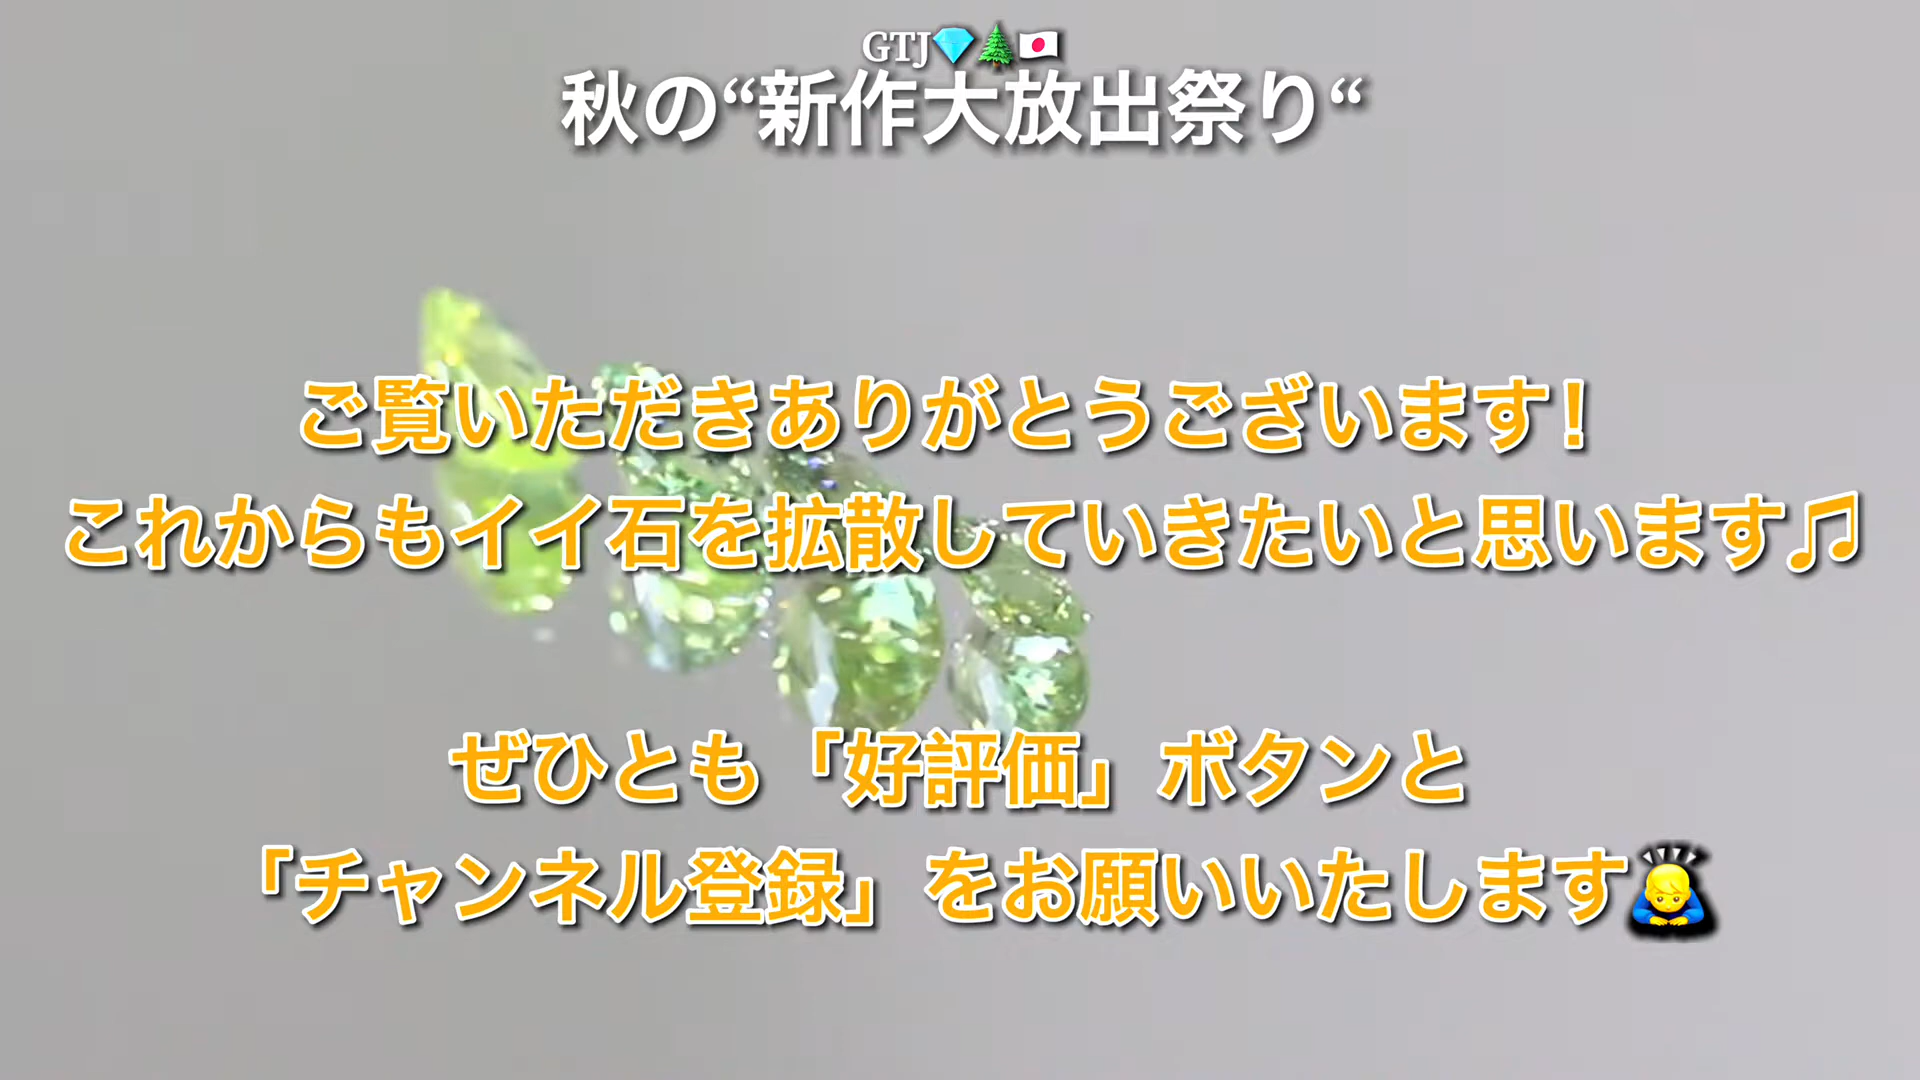 GTJ💎🌲🇯🇵
秋の“新作大放出祭り“
ご覧いただきありがとうございます！
これからもイイ石を拡散していきたいと思います♫
ぜひとも「好評価」ボタンと
「チャンネル登録」をお願いいたします🙇